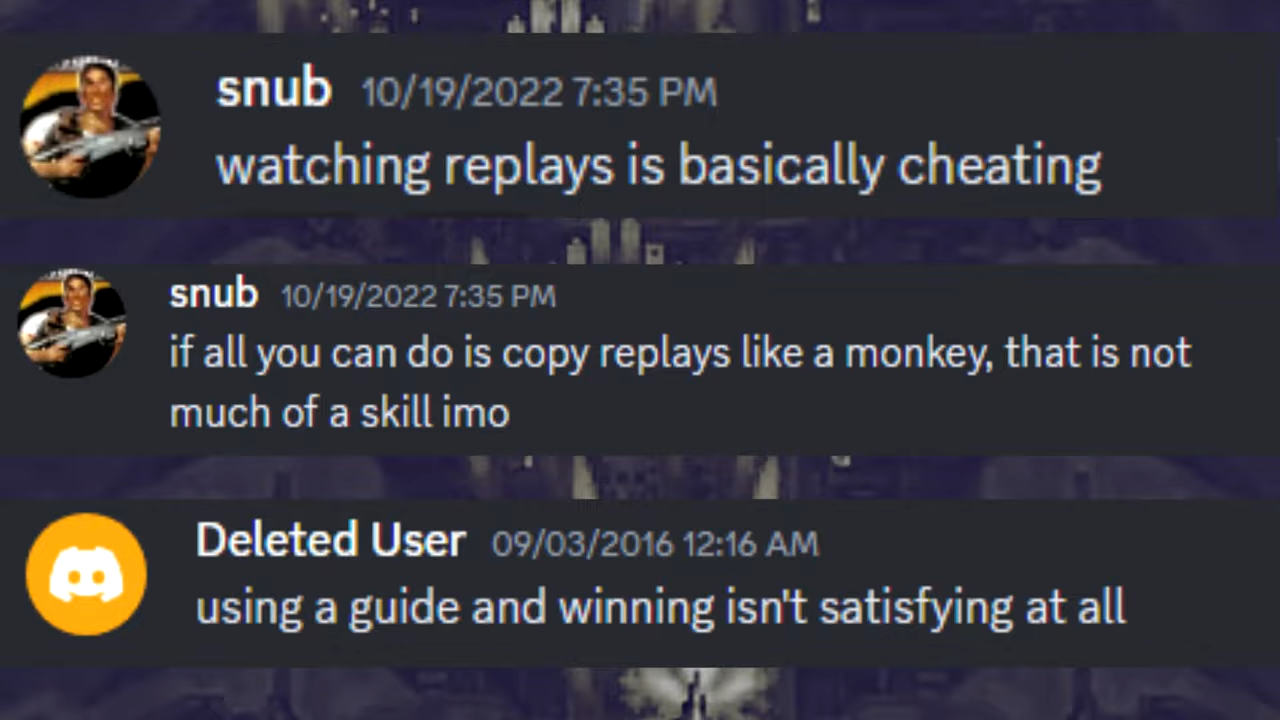 snub 10/19/2022 7:35 PM
watching replays is basically cheating
snub 10/19/2022 7:35 PM
if all you can do is copy replays like a monkey, that is not
much of a skill imo
Deleted User 09/03/2016 12:16 AM
using a guide and winning isn't satisfying at all